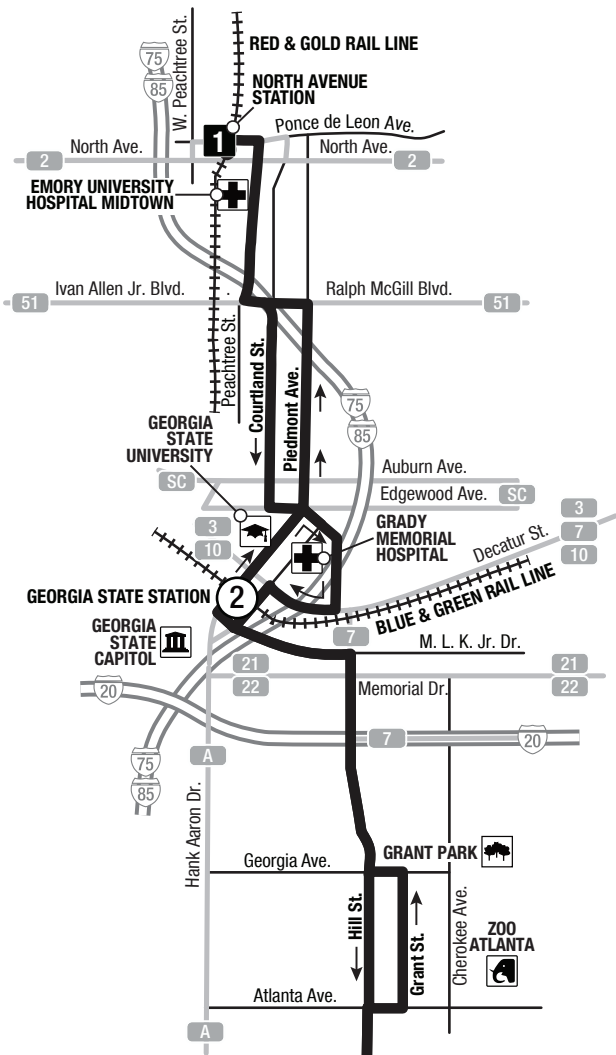 W. Peachtree St.
75
85
RED & GOLD RAIL LINE
NORTH AVENUE
STATION
1
Ponce de Leon Ave.
2
North Ave.
North Ave.
2
EMORY UNIVERSITY
HOSPITAL MIDTOWN
51
Ivan Allen Jr. Blvd.
Ralph McGill Blvd.
51
Peachtree St.
Courtland St.
Piedmont Ave.
75
85
GEORGIA
STATE
UNIVERSITY
SC
Auburn Ave.
Edgewood Ave.
SC
3
10
GRADY
MEMORIAL
HOSPITAL
Decatur St.
3
7
10
GEORGIA STATE STATION
2
BLUE & GREEN RAIL LINE
GEORGIA
STATE
CAPITOL
7
M. L. K. Jr. Dr.
21
22
Memorial Dr.
21
22
20
7
20
A
75
85
Hank Aaron Dr.
Georgia Ave.
GRANT PARK
Hill St.
Grant St.
Cherokee Ave.
ZOO
ATLANTA
Atlanta Ave.
A